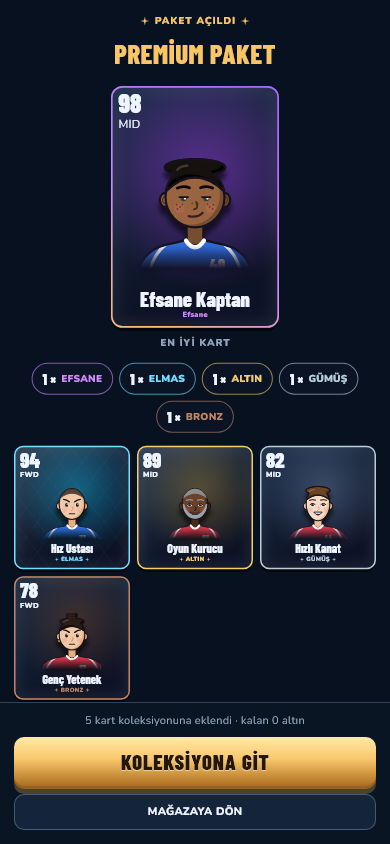 PAKET AÇILDI
PREMİUM PAKET
98
MID
Efsane Kaptan
Efsane
EN İYİ KART
1× EFSANE
1× ELMAS
1× ALTIN
1× GÜMÜŞ
1× BRONZ
94
FWD
Hız Ustası
ELMAS
89
MID
Oyun Kurucu
ALTIN
82
MID
Hızlı Kanat
GÜMÜŞ
78
FWD
Genç Yetenek
BRONZ
5 kart koleksiyonuna eklendi · kalan 0 altın
KOLEKSİYONA GİT
MAĞAZAYA DÖN